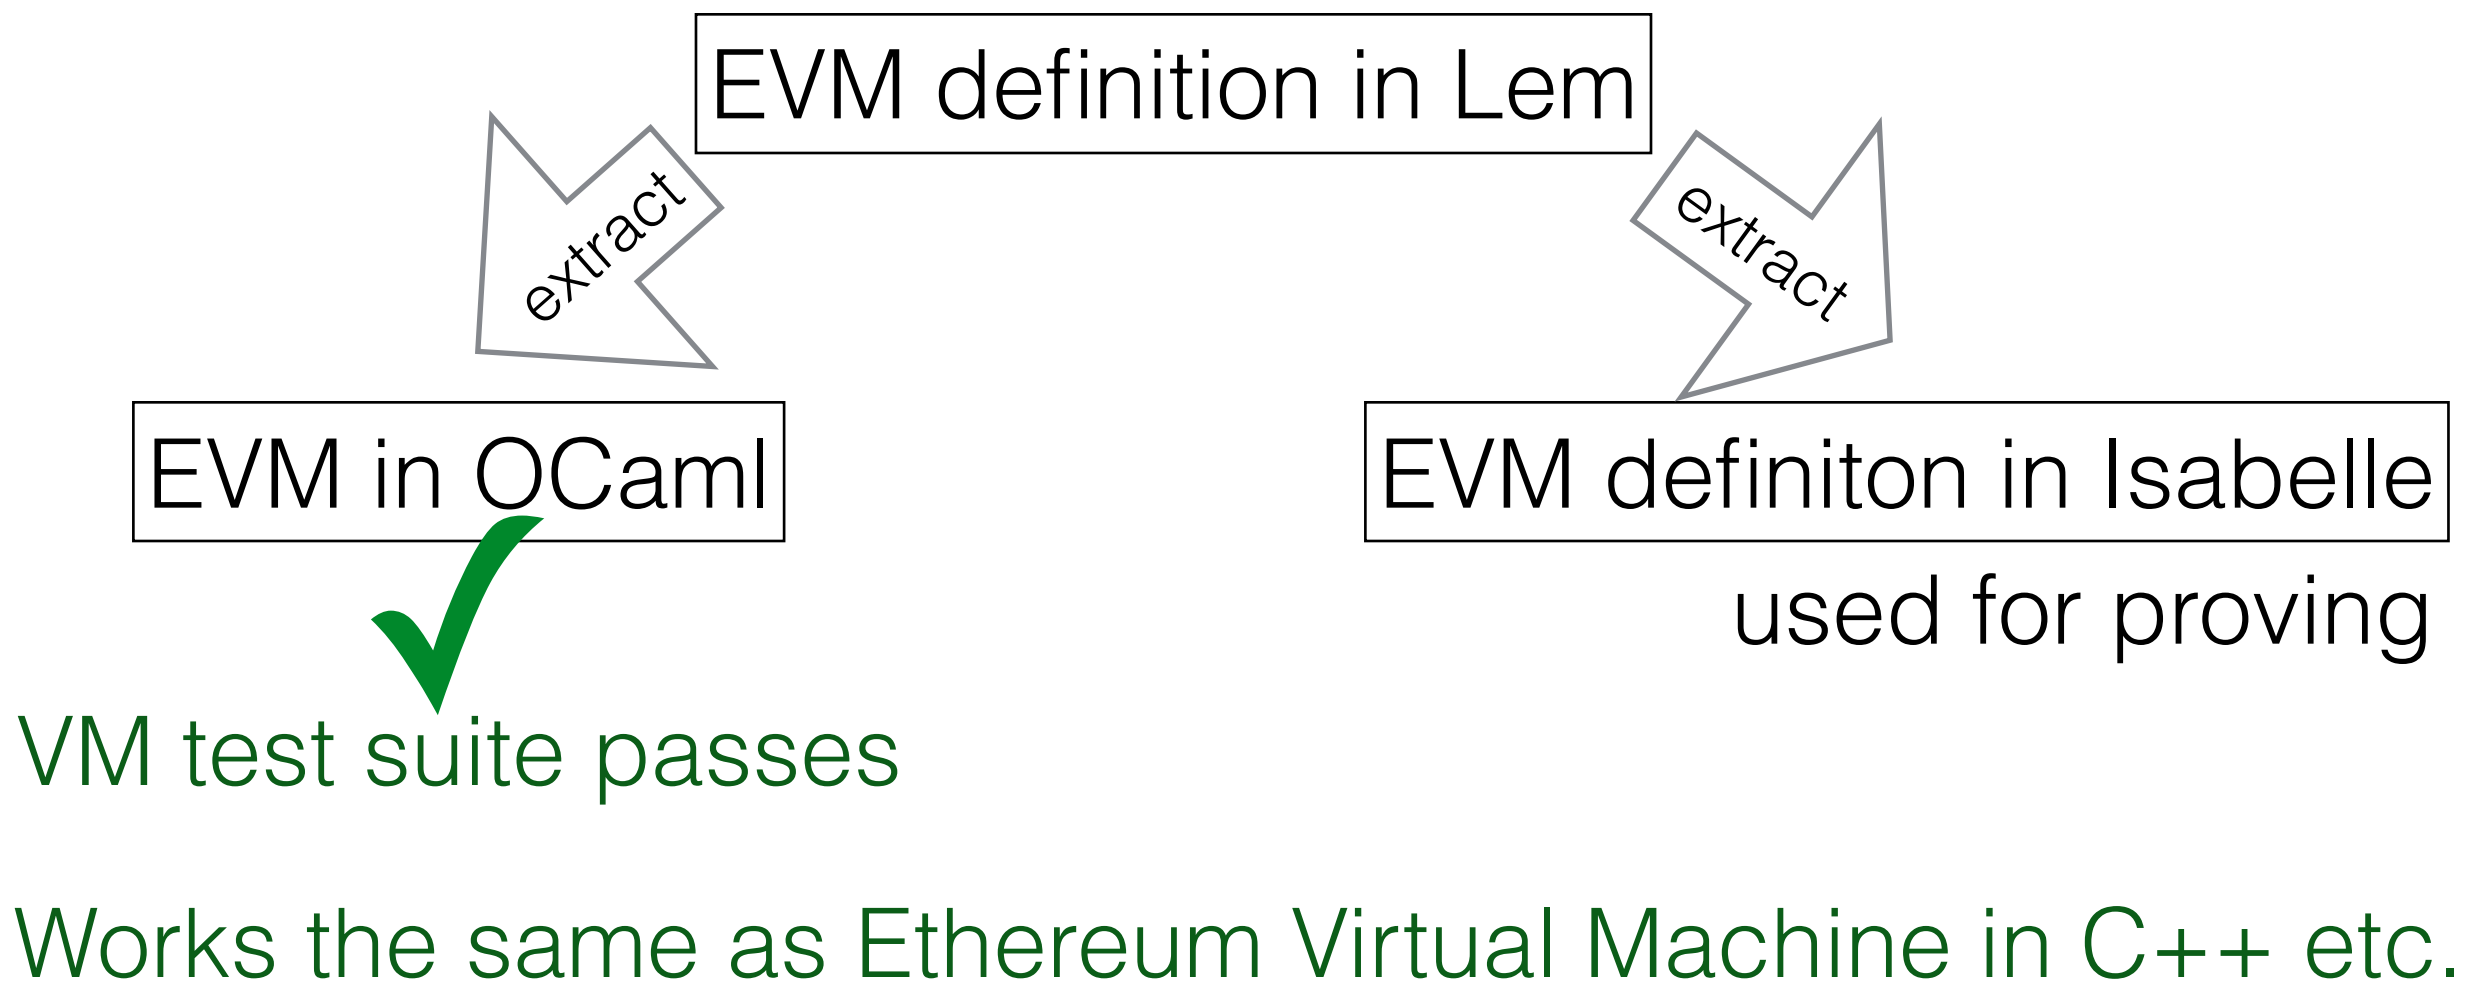 EVM definition in Lem
extract
extract
EVM in OCaml
EVM definiton in Isabelle
used for proving
VM test suite passes
Works the same as Ethereum Virtual Machine in C++ etc.